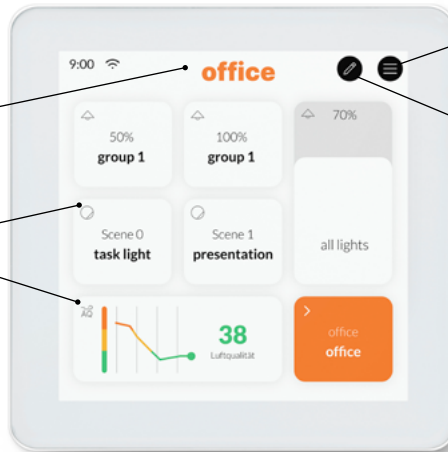 9:00
office
50%
group 1
100%
group 1
70%
all lights
Scene 0
task light
Scene 1
presentation
AQ
38
Luftqualität
office
office